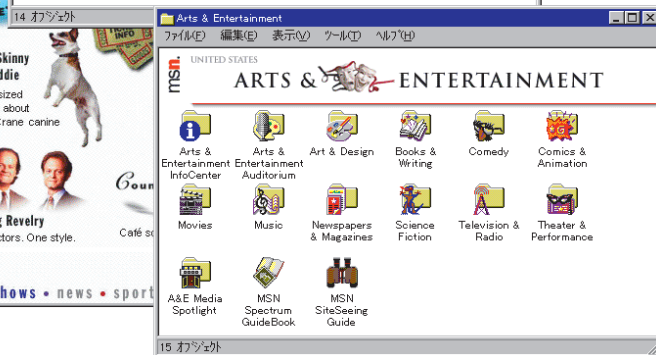 14 ｵﾌﾞｼﾞｪｸﾄ
TICKET
INFO
Skinny
ddie
sized
about
Crane canine
Revelry
ctors. One style.
Coun
Café sc
hows • news • sport
Arts & Entertainment
ﾌｧｲﾙ(F) 編集(E) 表示(V) ﾂｰﾙ(T) ﾍﾙﾌﾟ(H)
msn.
UNITED STATES
ARTS & ENTERTAINMENT
Arts &
Entertainment
InfoCenter
Arts &
Entertainment
Auditorium
Art & Design
Books &
Writing
Comedy
Comics &
Animation
Movies
Music
Newspapers
& Magazines
Science
Fiction
Television &
Radio
Theater &
Performance
A&E Media
Spotlight
MSN
Spectrum
GuideBook
MSN
SiteSeeing
Guide
15 ｵﾌﾞｼﾞｪｸﾄ